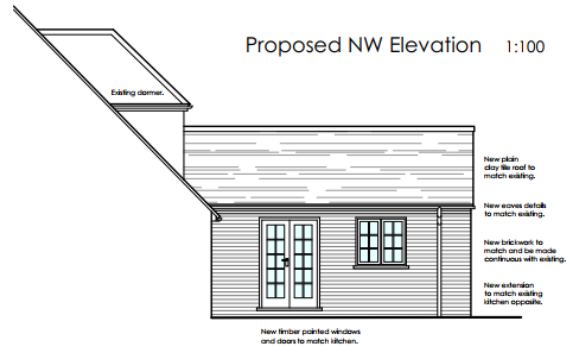 Proposed NW Elevation 1:100
Existing dormer.
New plain
clay tile roof to
match existing.
New eaves details
to match existing.
New brickwork to
match and be made
continuous with existing.
New extension
to match existing
kitchen opposite.
New timber painted windows
and doors to match kitchen.